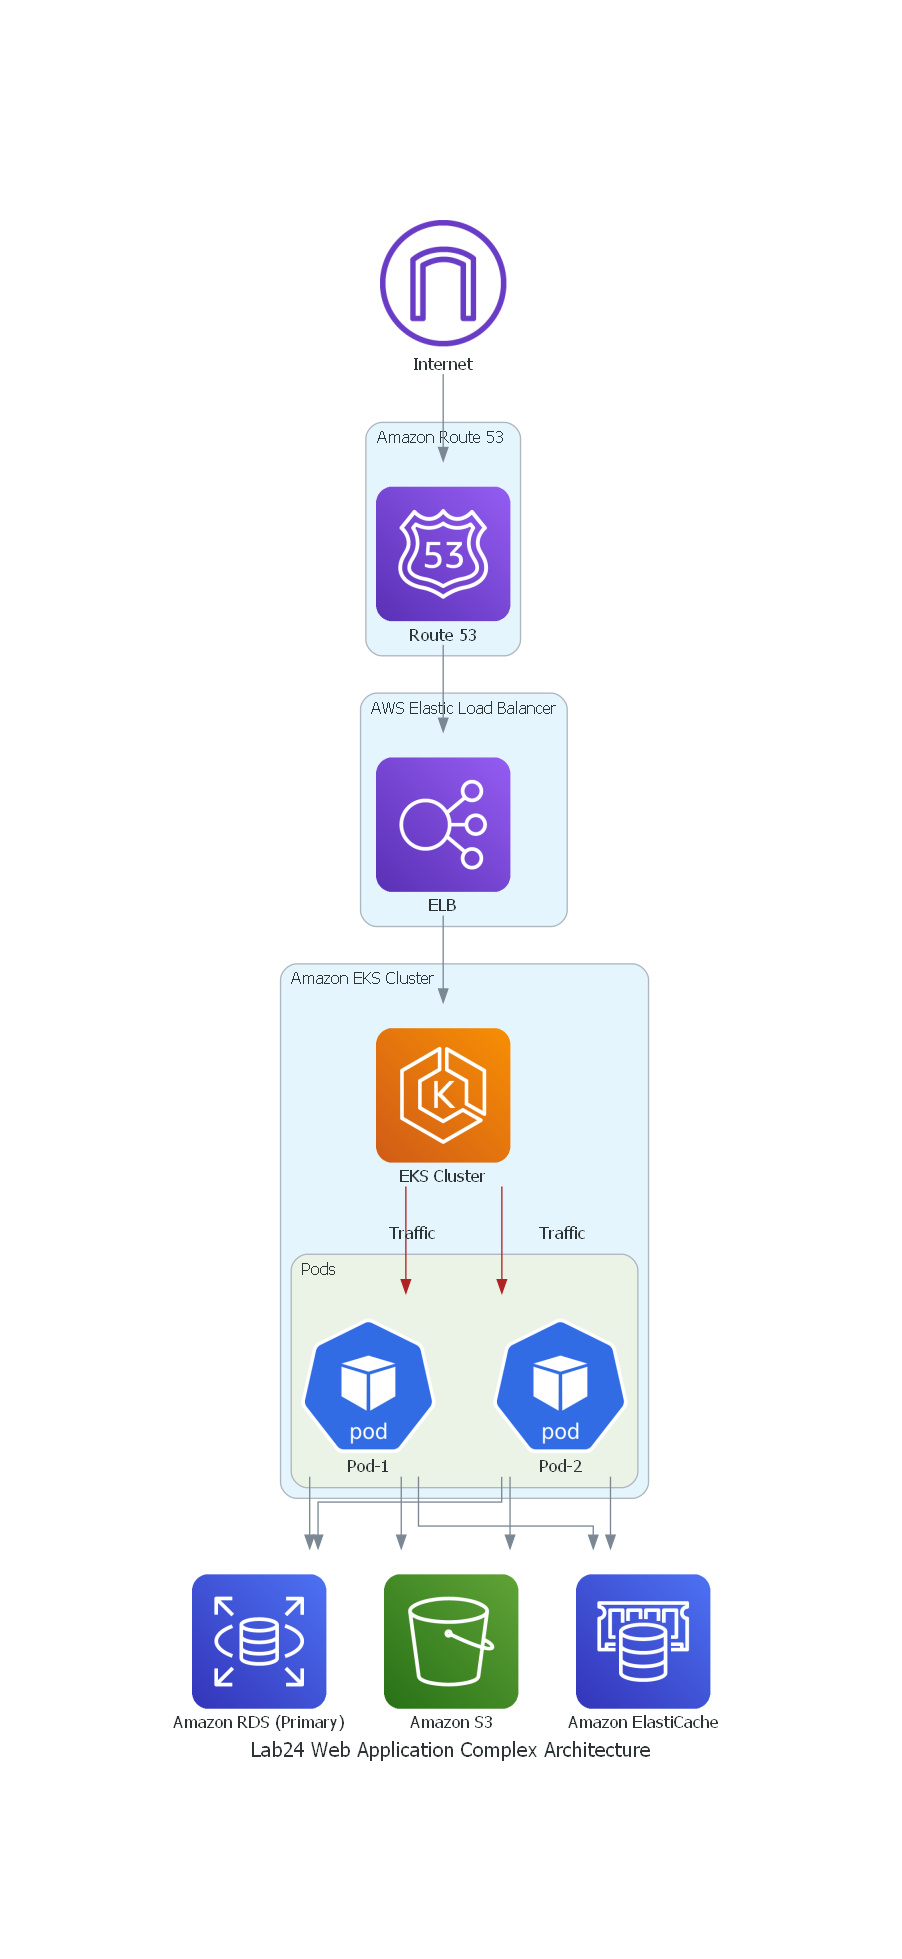 Internet
Amazon Route 53
53
Route 53
AWS Elastic Load Balancer
ELB
Amazon EKS Cluster
K
EKS Cluster
Traffic Traffic
Pods
pod pod
Pod-1 Pod-2
Amazon RDS (Primary) Amazon S3 Amazon ElastiCache
Lab24 Web Application Complex Architecture